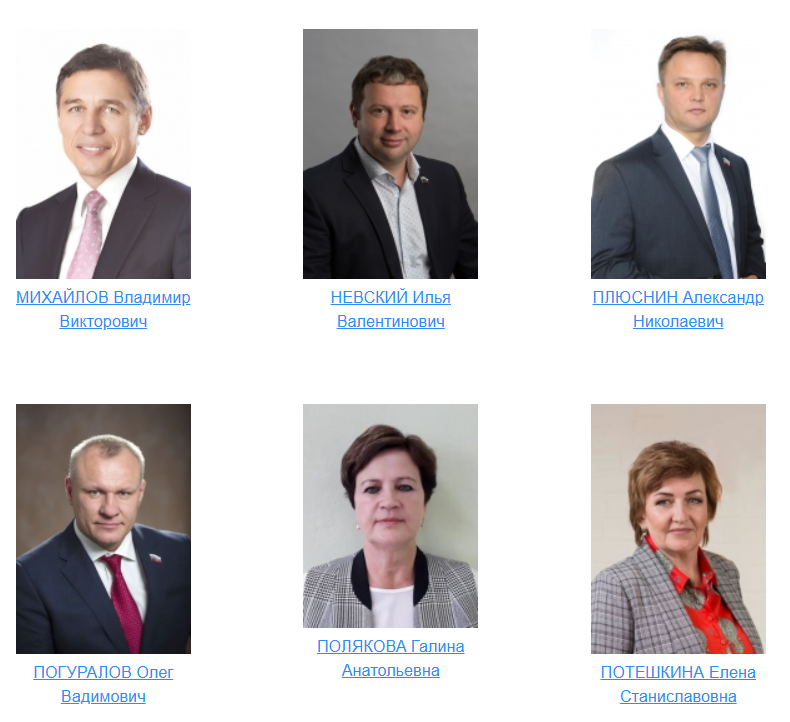 МИХАЙЛОВ Владимир
Викторович
НЕВСКИЙ Илья
Валентинович
ПЛЮСНИН Александр
Николаевич
ПОГУРАЛОВ Олег
Вадимович
ПОЛЯКОВА Галина
Анатольевна
ПОТЕШКИНА Елена
Станиславовна